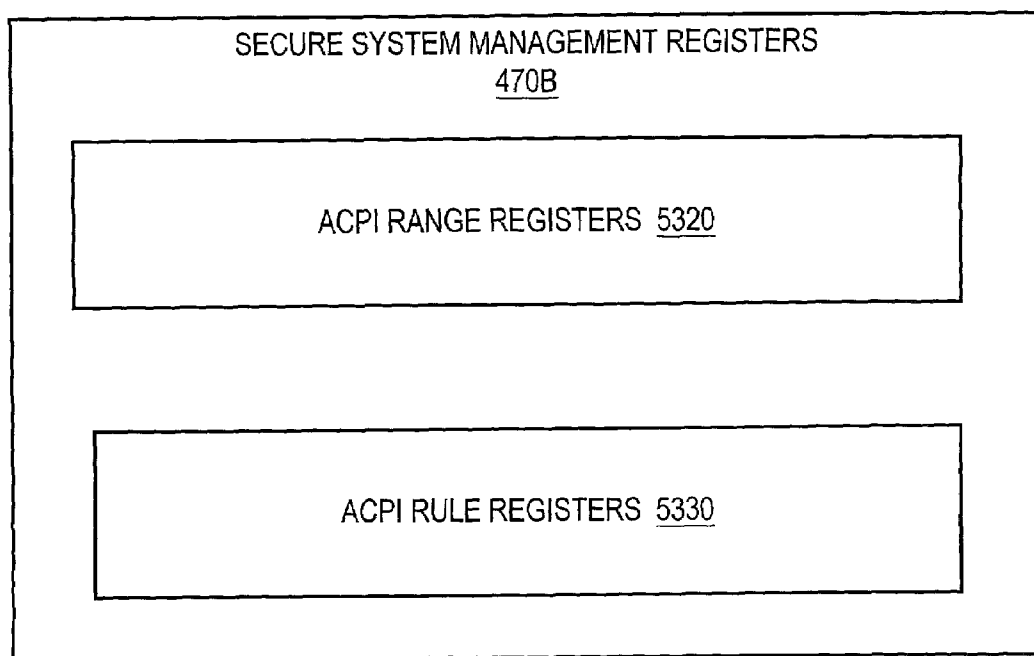 SECURE SYSTEM MANAGEMENT REGISTERS
470B
ACPI RANGE REGISTERS 5320
ACPI RULE REGISTERS 5330